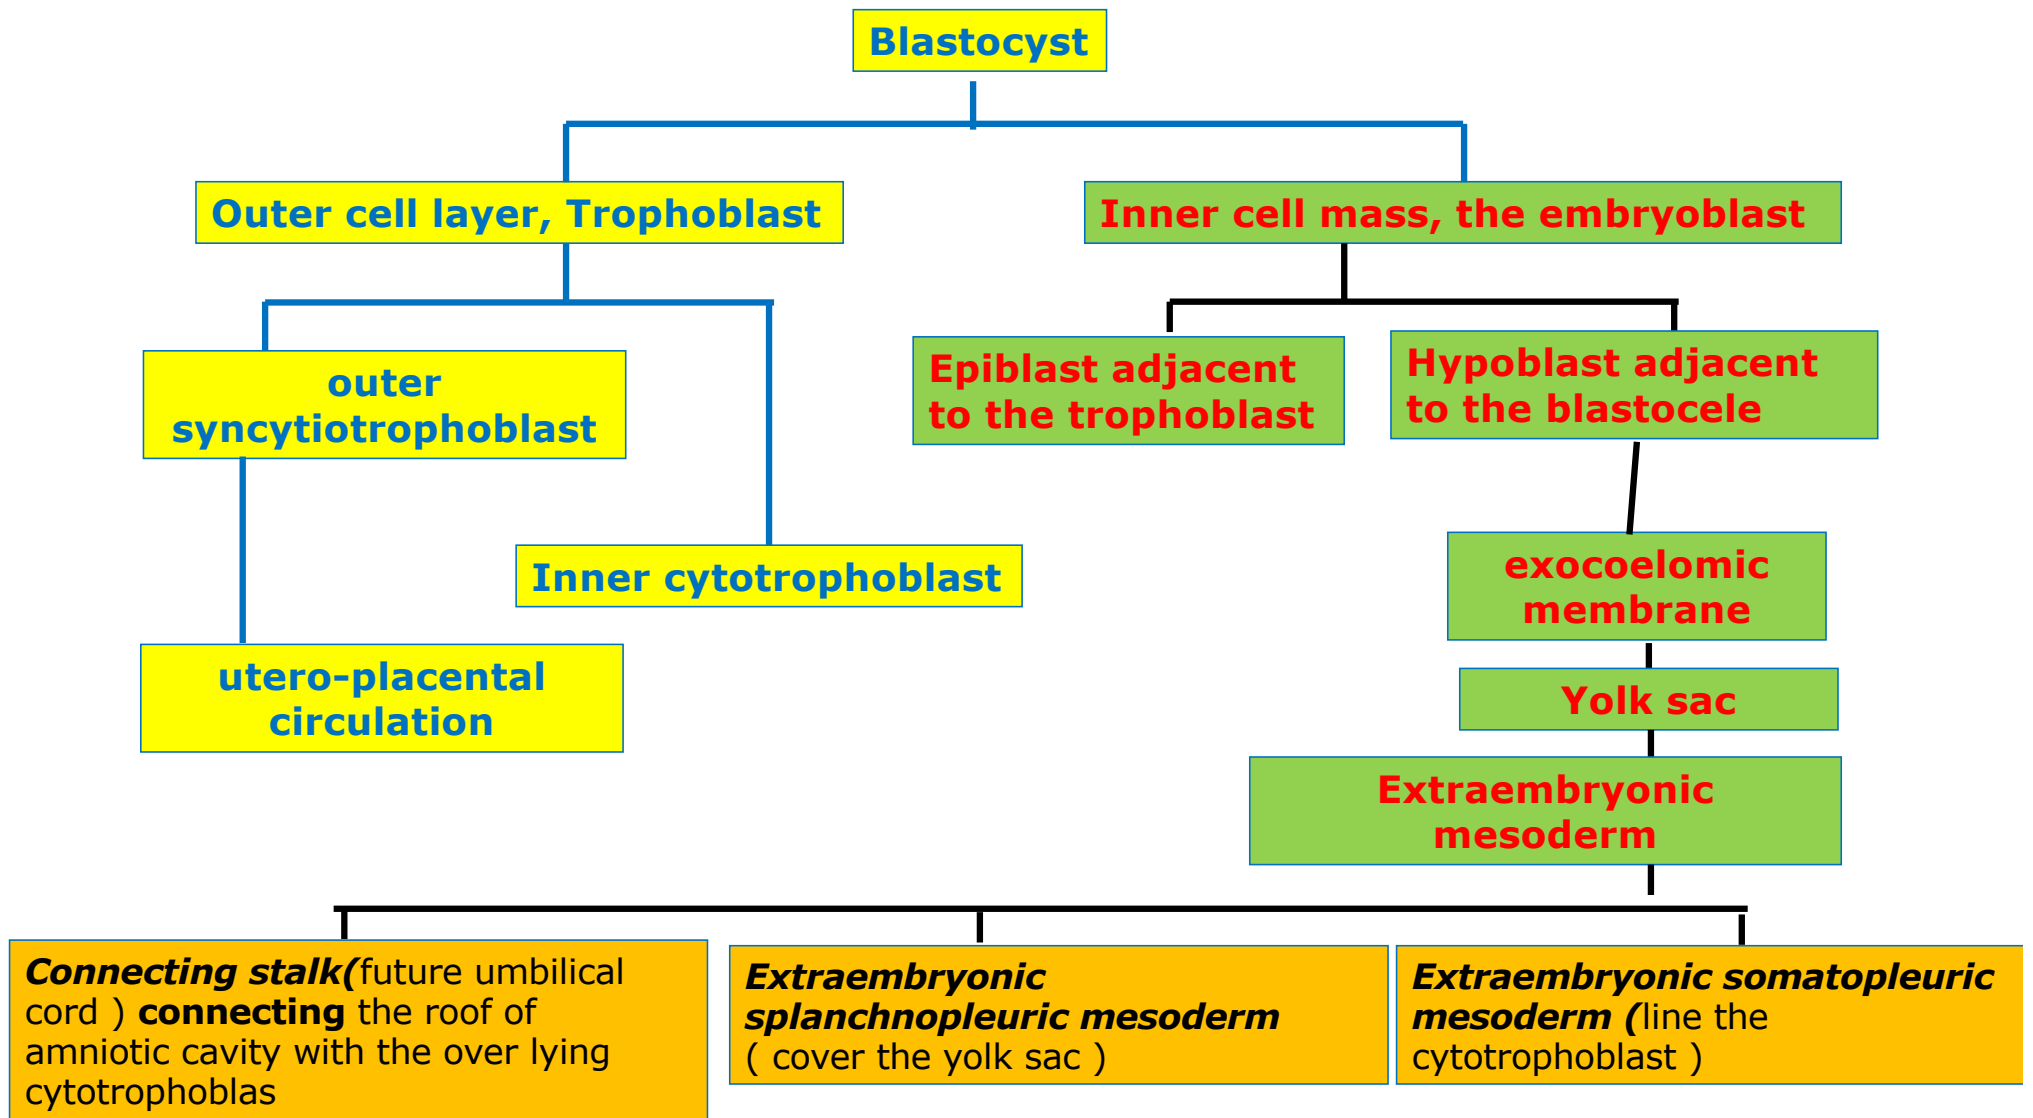 Blastocyst
Outer cell layer, Trophoblast
Inner cell mass, the embryoblast
outer
syncytiotrophoblast
Epiblast adjacent
to the trophoblast
Hypoblast adjacent
to the blastocele
Inner cytotrophoblast
exocoelomic
membrane
utero-placental
circulation
Yolk sac
Extraembryonic
mesoderm
Connecting stalk(future umbilical
cord ) connecting the roof of
amniotic cavity with the over lying
cytotrophoblas
Extraembryonic
splanchnopleuric mesoderm
( cover the yolk sac )
Extraembryonic somatopleuric
mesoderm (line the
cytotrophoblast )